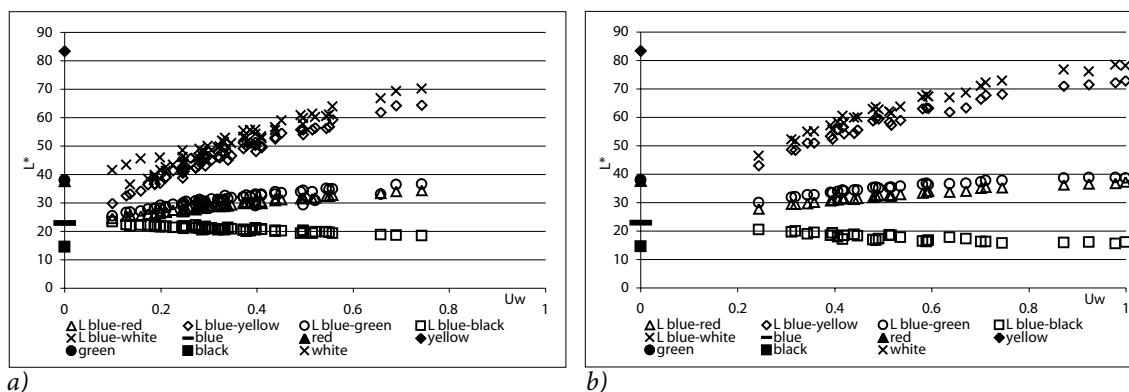 90
80
70
60
50
40
30
20
10
0
L*
0
0.2
0.4
0.6
0.8
1
Uw
L blue-red
L blue-yellow
L blue-green
L blue-black
L blue-white
blue
red
yellow
green
black
white
a)
90
80
70
60
50
40
30
20
10
0
L*
0
0.2
0.4
0.6
0.8
1
Uw
L blue-red
L blue-yellow
L blue-green
L blue-black
L blue-white
blue
red
yellow
green
black
white
b)